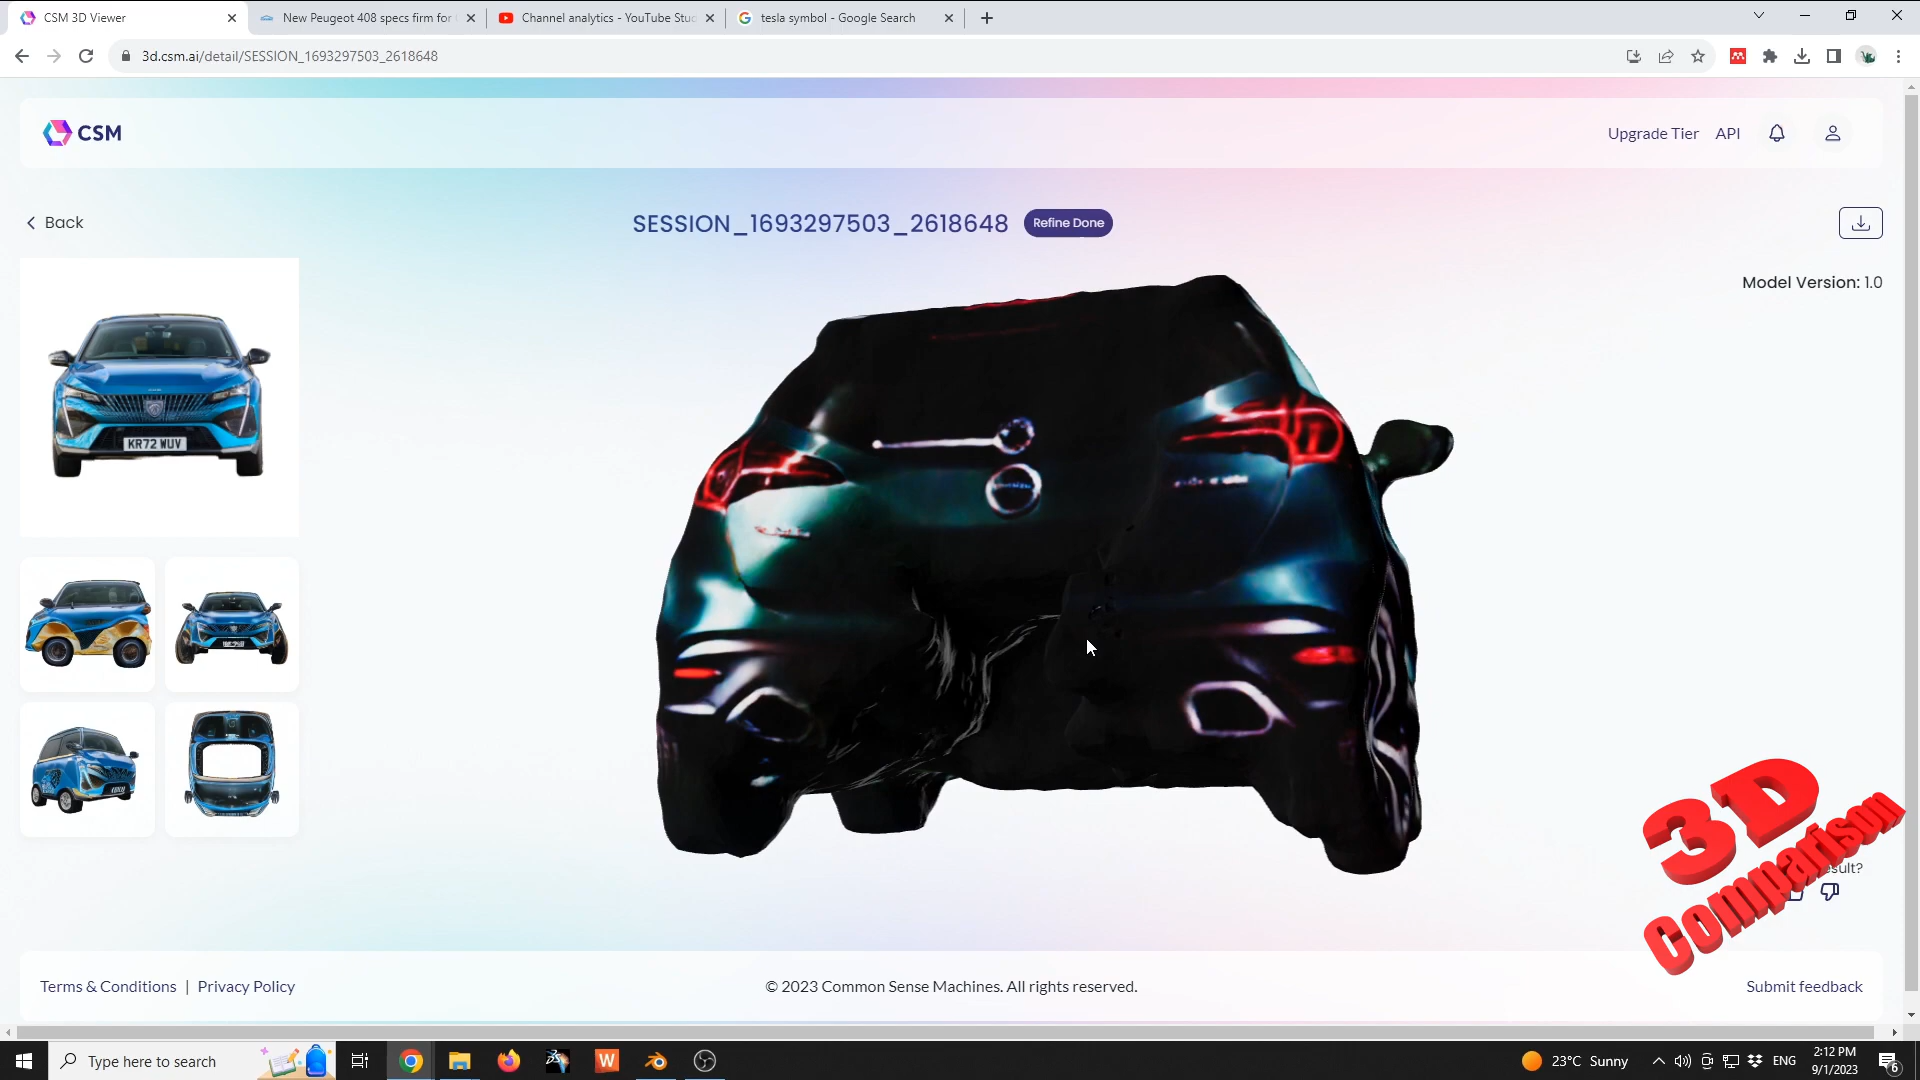 CSM 3D Viewer
New Peugeot 408 specs firm for
Channel analytics - YouTube Stu
tesla symbol - Google Search
3d.csm.ai/detail/SESSION_1693297503_2618648
CSM
Upgrade Tier
API
Back
SESSION_1693297503_2618648
Refine Done
Model Version: 1.0
KR72 WUV
3D
Comparison
sult?
Terms & Conditions | Privacy Policy
© 2023 Common Sense Machines. All rights reserved.
Submit feedback
Type here to search
W
23°C Sunny
ENG
2:12 PM
9/1/2023
6